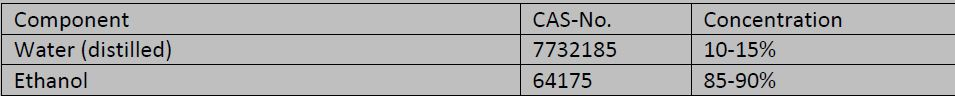 Component CAS-No. Concentration
Water (distilled) 7732185 10-15%
Ethanol 64175 85-90%